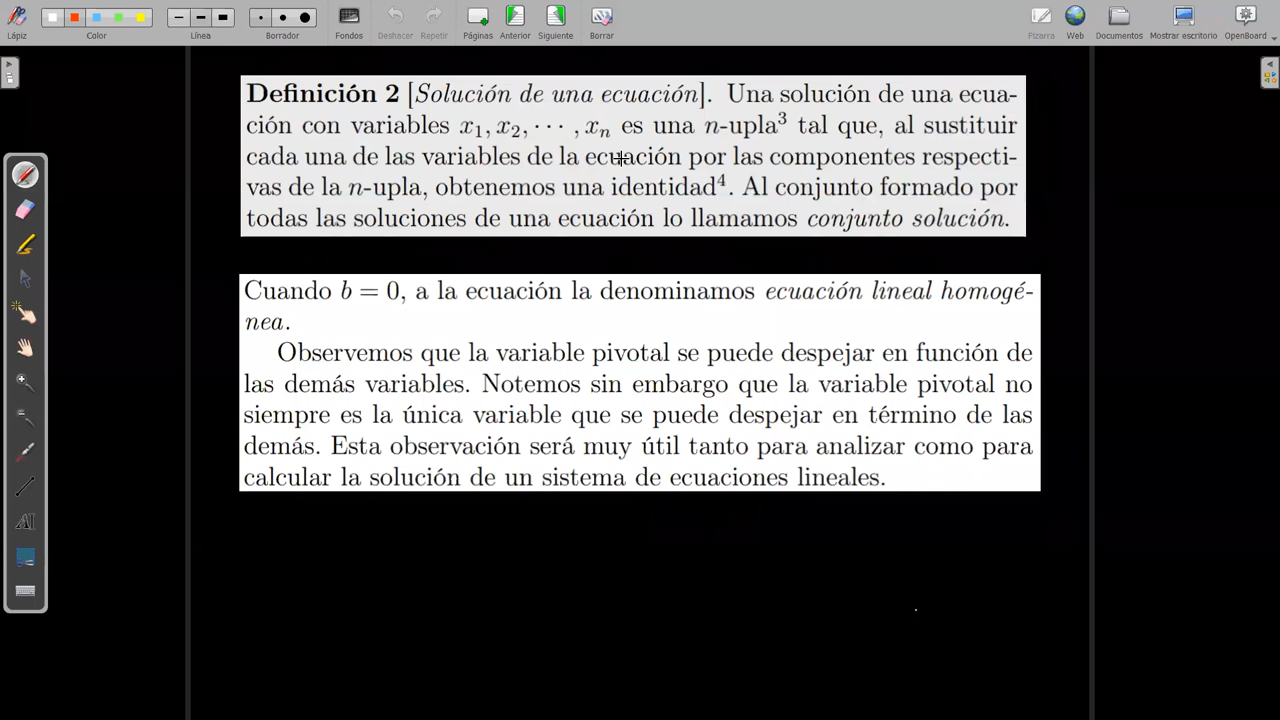 Lápiz Color Línea Borrador Fondos Deshacer Repetir Páginas Anterior Siguiente Borrar Pizarra Web Documentos Mostrar escritorio OpenBoard
Definición 2 [Solución de una ecuación]. Una solución de una ecua-
ción con variables x₁, x₂, ⋯ , xₙ es una n-upla³ tal que, al sustituir
cada una de las variables de la ecuación por las componentes respecti-
vas de la n-upla, obtenemos una identidad⁴. Al conjunto formado por
todas las soluciones de una ecuación lo llamamos conjunto solución.
Cuando b = 0, a la ecuación la denominamos ecuación lineal homogé-
nea.
Observemos que la variable pivotal se puede despejar en función de
las demás variables. Notemos sin embargo que la variable pivotal no
siempre es la única variable que se puede despejar en término de las
demás. Esta observación será muy útil tanto para analizar como para
calcular la solución de un sistema de ecuaciones lineales.
AI